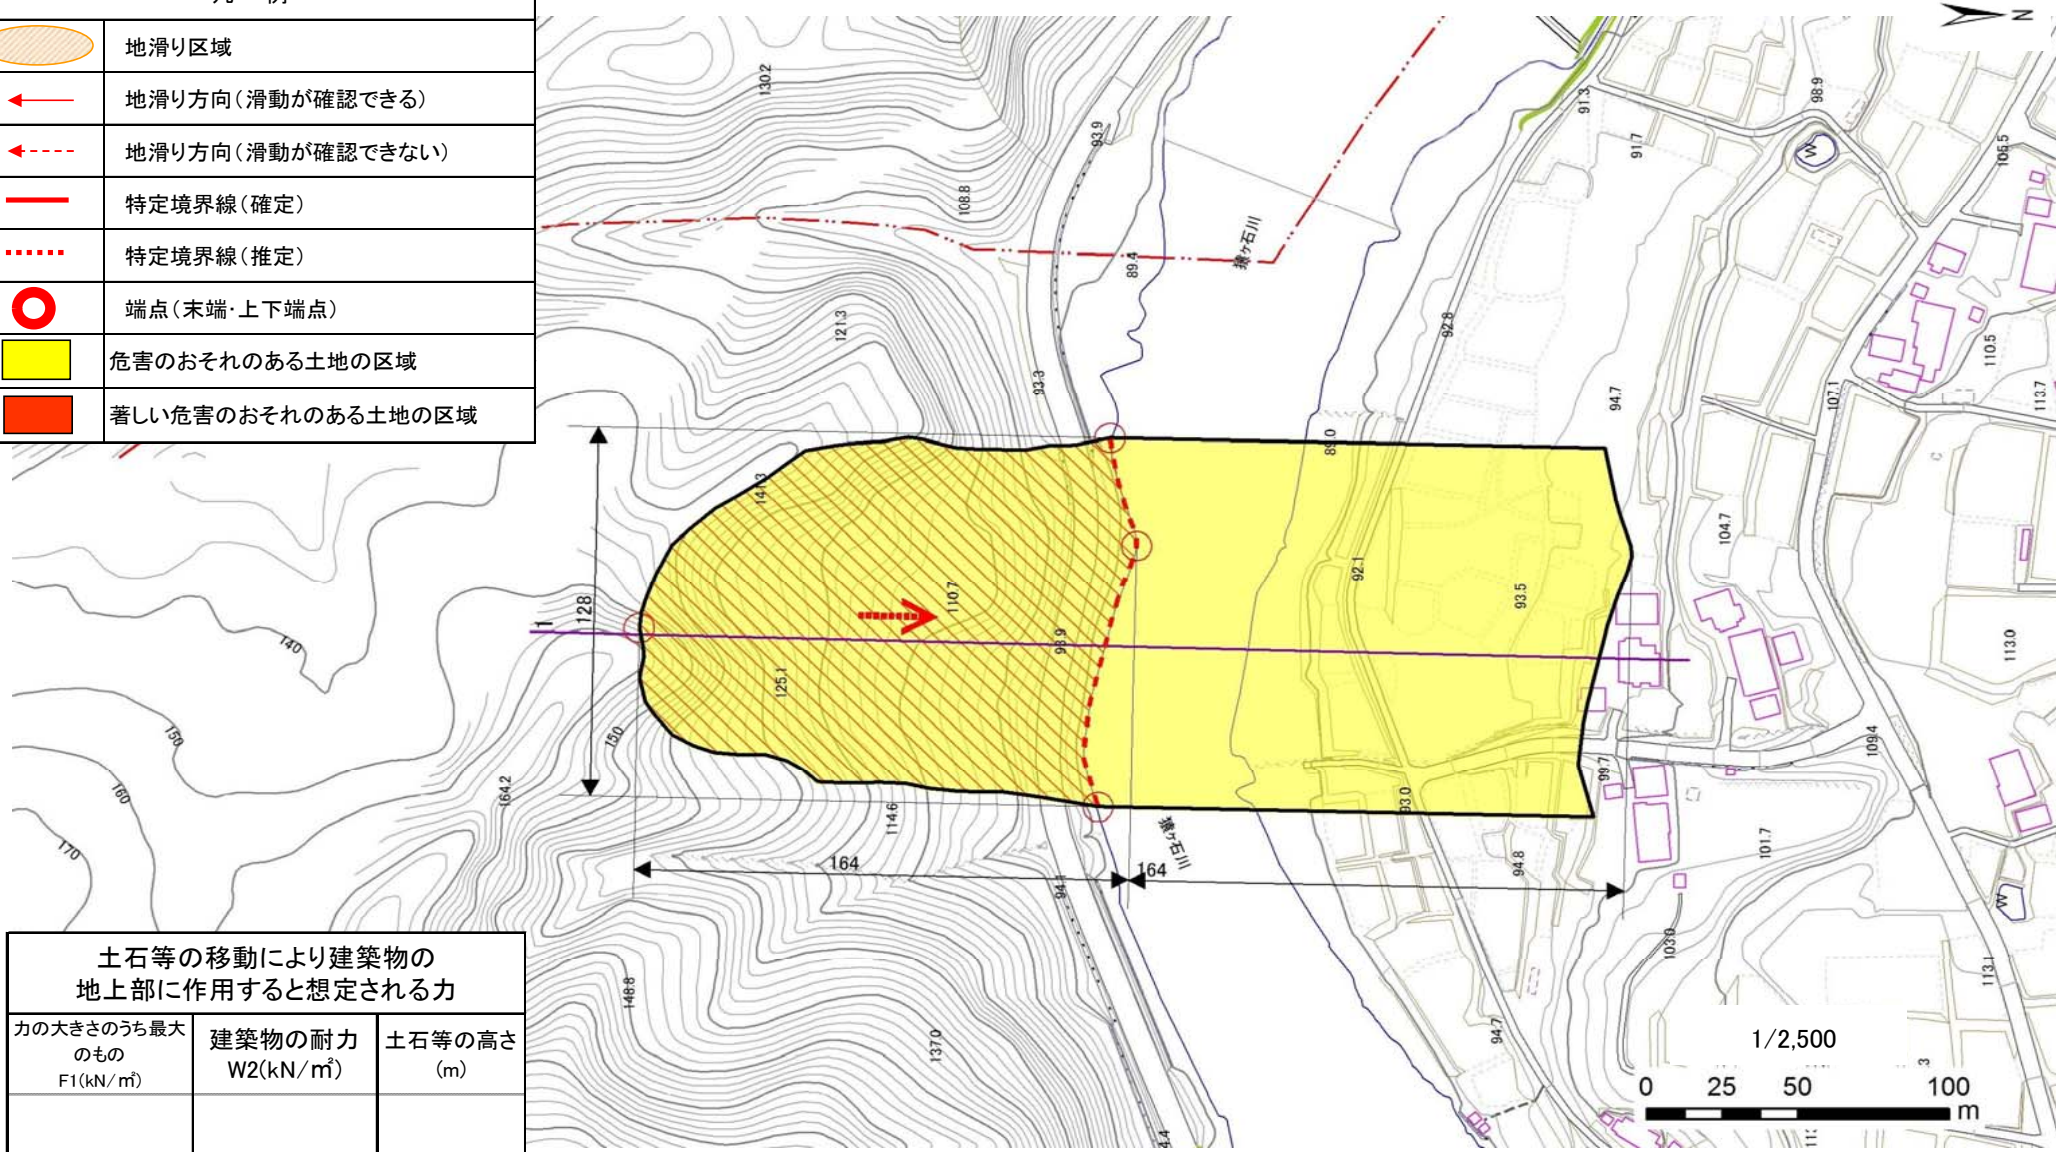 地滑り区域
地滑り方向(滑動が確認できる)
地滑り方向(滑動が確認できない)
特定境界線(確定)
特定境界線(推定)
端点(末端・上下端点)
危害のおそれのある土地の区域
著しい危害のおそれのある土地の区域
N
130.2
93.9
108.8
89.4
猿ヶ石川
121.3
93.3
91.3
91.7
98.9
W
105.5
92.8
94.7
107.1
110.5
113.7
141.3
89.0
128
1
110.7
93.9
125.1
92.1
93.5
104.7
113.0
140
150
160
170
150
164.2
114.6
猿ヶ石川
164
164
94.1
93.0
94.8
99.7
109.4
101.7
103.0
W
113.1
148.8
137.0
94.7
土石等の移動により建築物の
地上部に作用すると想定される力
力の大きさのうち最大
のもの
F1(kN/㎡)
建築物の耐力
W2(kN/㎡)
土石等の高さ
(m)
1/2,500
0 25 50 100
m